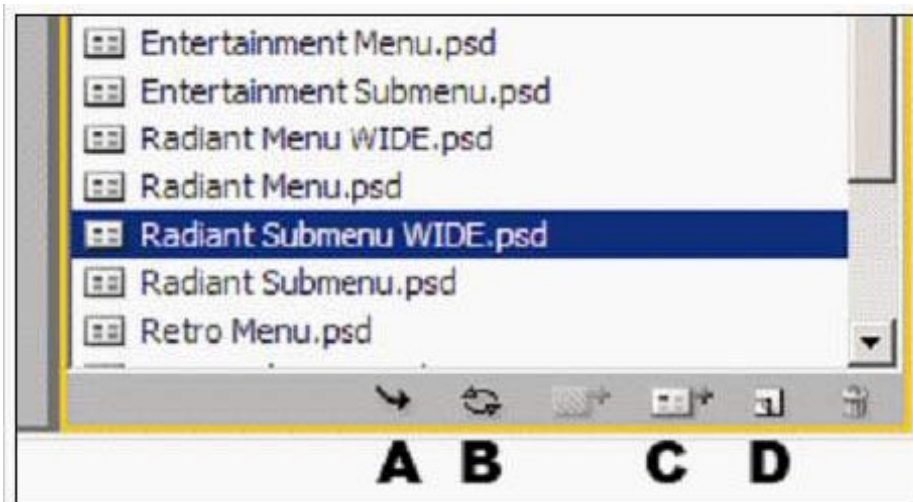 Entertainment Menu.psd
Entertainment Submenu.psd
Radiant Menu WIDE.psd
Radiant Menu.psd
Radiant Submenu WIDE.psd
Radiant Submenu.psd
Retro Menu.psd
A B C D